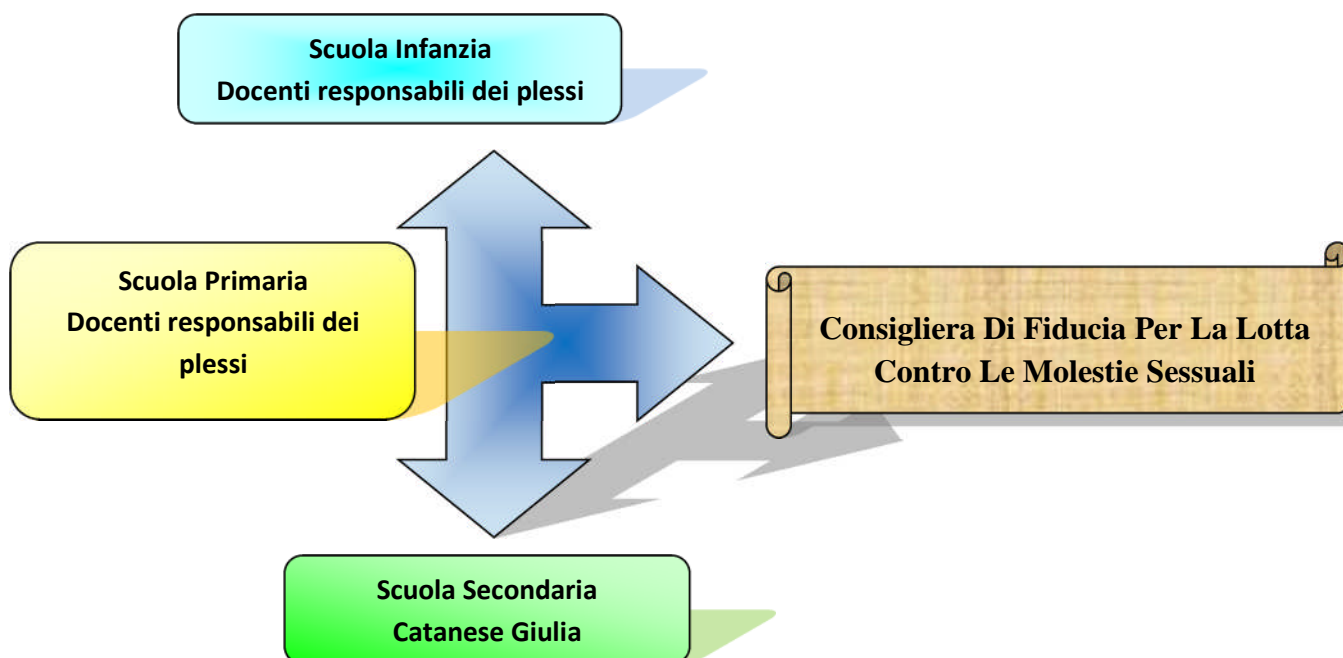 Scuola Infanzia
Docenti responsabili dei plessi
Scuola Primaria
Docenti responsabili dei
plessi
Consigliera Di Fiducia Per La Lotta
Contro Le Molestie Sessuali
Scuola Secondaria
Catanese Giulia